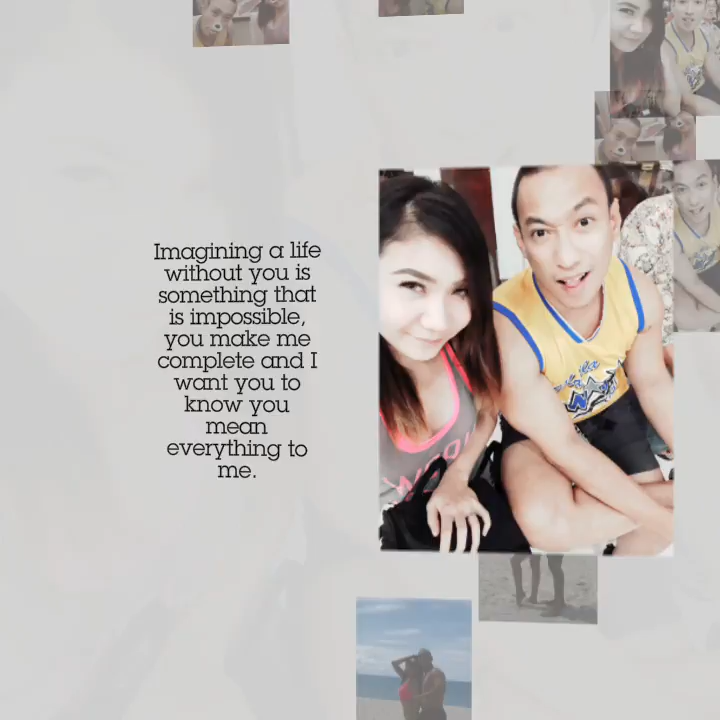 Imagining a life
without you is
something that
is impossible,
you make me
complete and I
want you to
know you
mean
everything to
me.